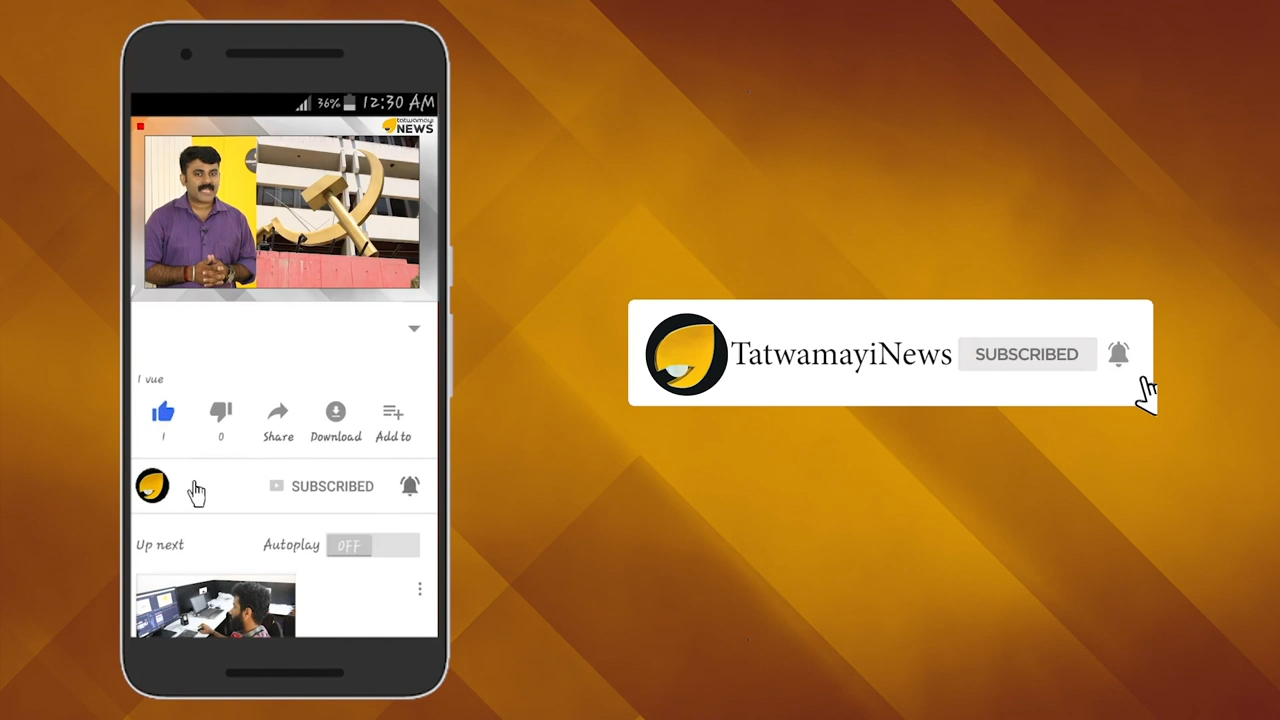 36% 12:30 AM
tatwamayi
NEWS
1 vue
1
0
Share
Download
Add to
SUBSCRIBED
Up next
Autoplay
OFF
TatwamayiNews
SUBSCRIBED